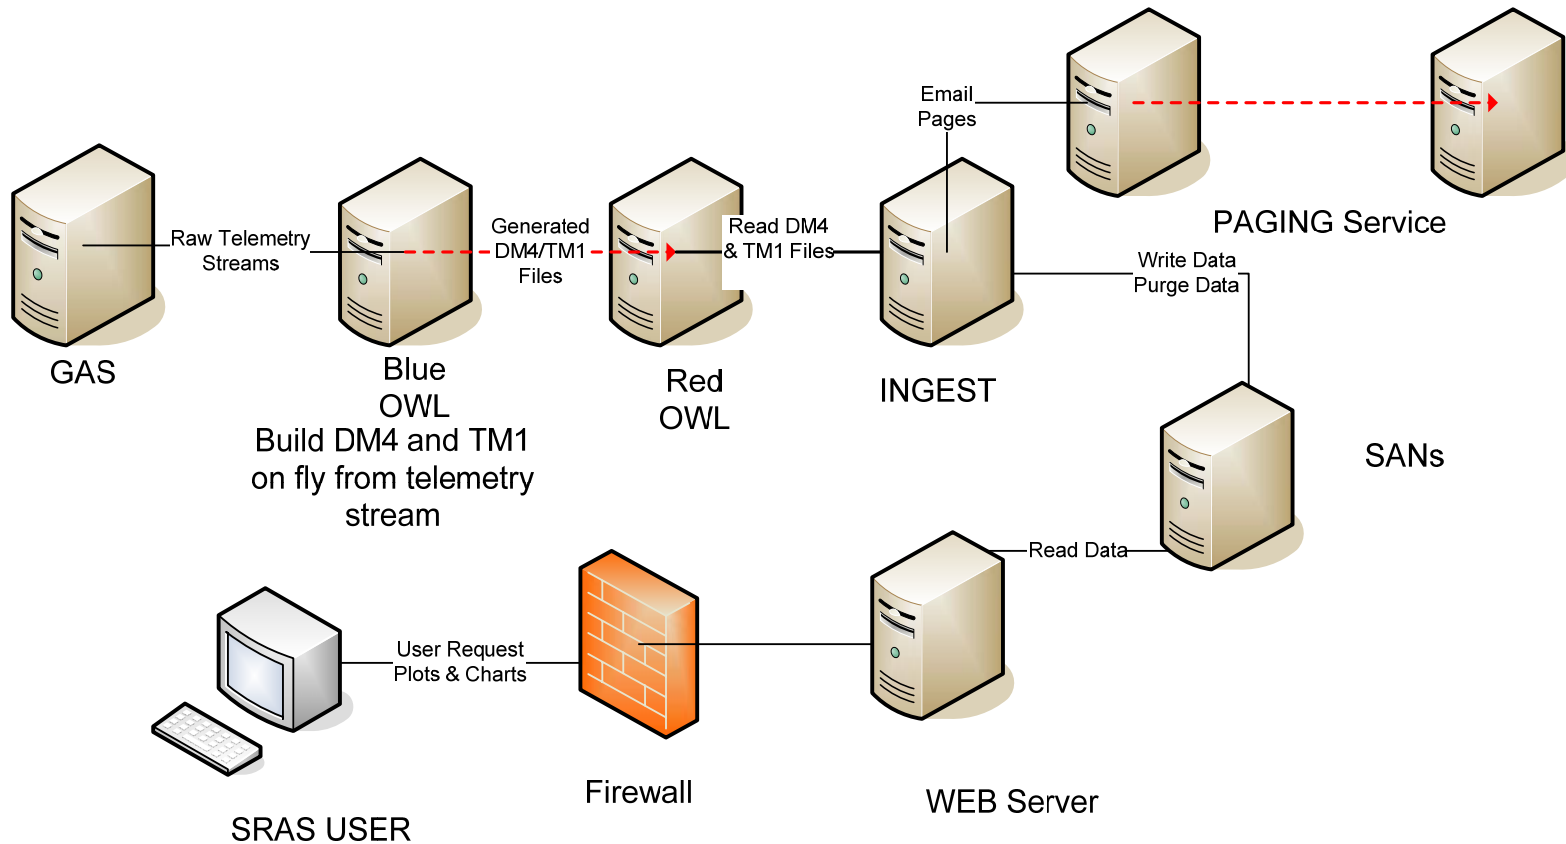 Email
Pages
PAGING Service
Raw Telemetry
Streams
Generated
DM4/TM1
Files
Read DM4
& TM1 Files
Write Data
Purge Data
GAS
Blue
OWL
Build DM4 and TM1
on fly from telemetry
stream
Red
OWL
INGEST
SANs
Read Data
User Request
Plots & Charts
Firewall
WEB Server
SRAS USER